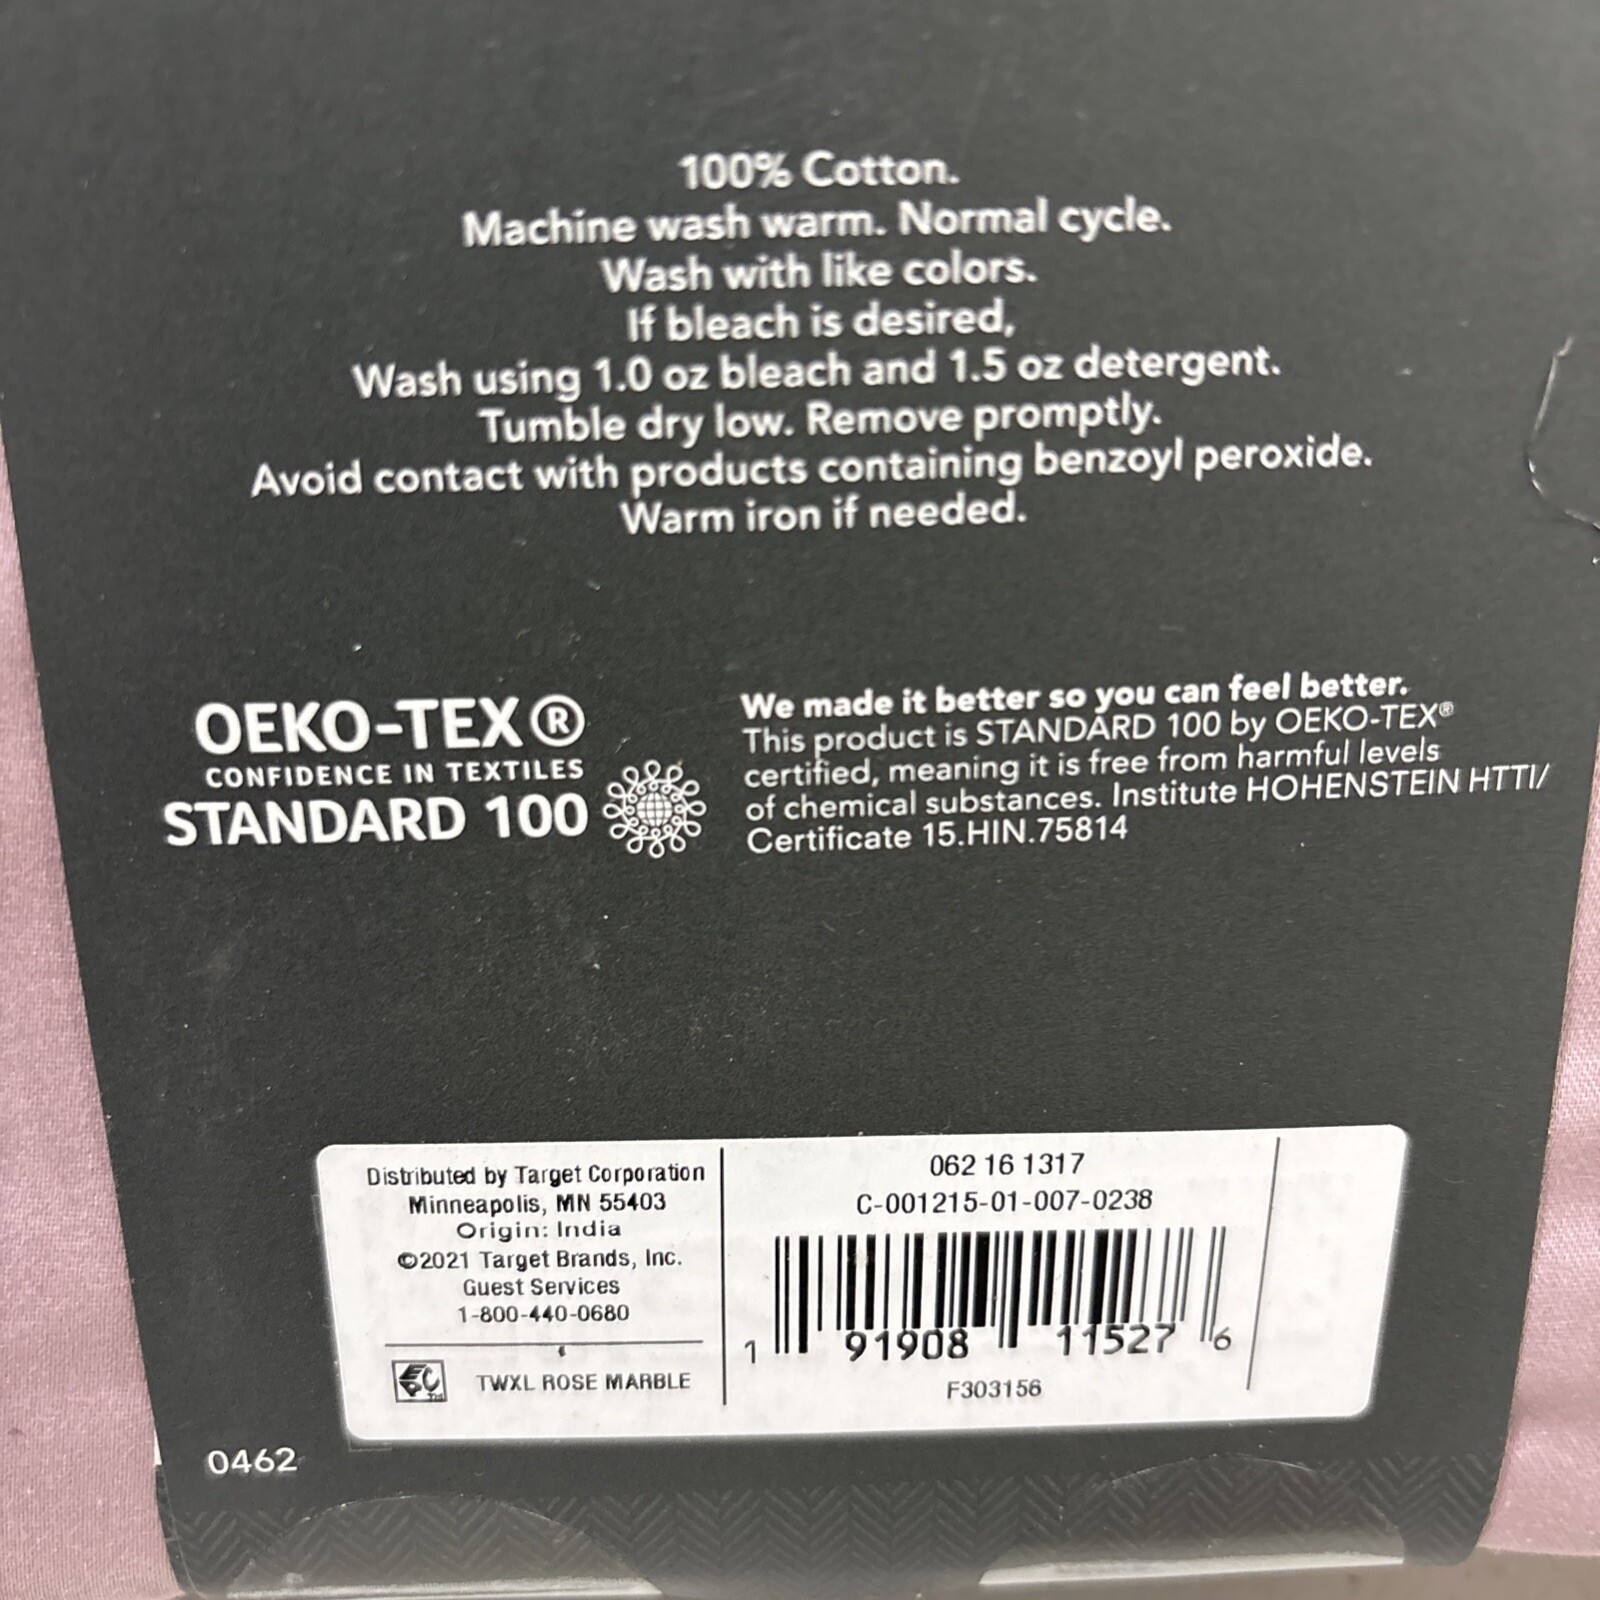 100% Cotton.
Machine wash warm. Normal cycle.
Wash with like colors.
If bleach is desired,
Wash using 1.0 oz bleach and 1.5 oz detergent.
Tumble dry low. Remove promptly.
Avoid contact with products containing benzoyl peroxide.
Warm iron if needed.
OEKO-TEX®
CONFIDENCE IN TEXTILES
STANDARD 100
We made it better so you can feel better.
This product is STANDARD 100 by OEKO-TEX®
certified, meaning it is free from harmful levels
of chemical substances. Institute HOHENSTEIN HTTI/
Certificate 15.HIN.75814
Distributed by Target Corporation
Minneapolis, MN 55403
Origin: India
©2021 Target Brands, Inc.
Guest Services
1-800-440-0680
TWXL ROSE MARBLE
062 16 1317
C-001215-01-007-0238
1 91908 11527 6
F303156
0462